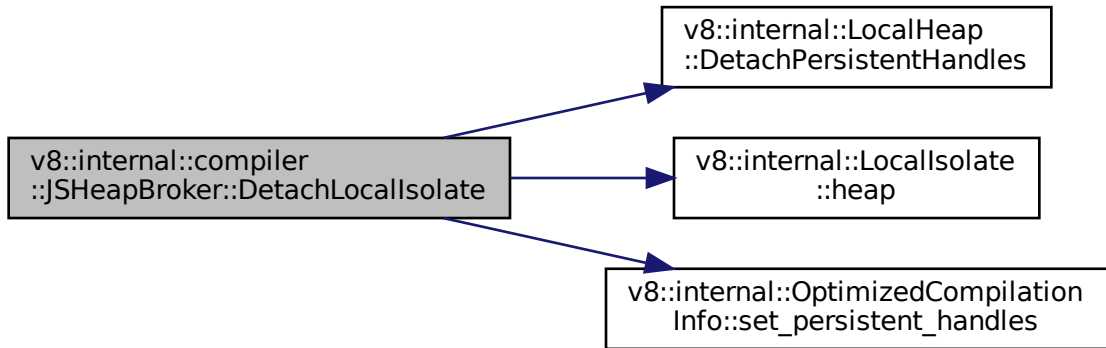 v8::internal::compiler
::JSHeapBroker::DetachLocalIsolate
v8::internal::LocalHeap
::DetachPersistentHandles
v8::internal::LocalIsolate
::heap
v8::internal::OptimizedCompilation
Info::set_persistent_handles